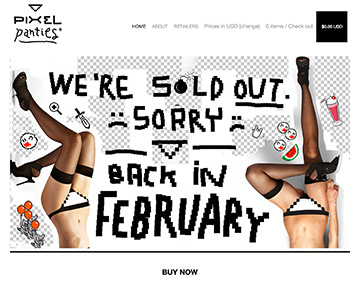 PIXEL
Panties®
HOME ABOUT RETAILERS Prices in USD (change) 0 items / Check out $0.00 USD
WE'RE SOLD OUT.
SORRY
BACK IN
FEBRUARY
BUY NOW